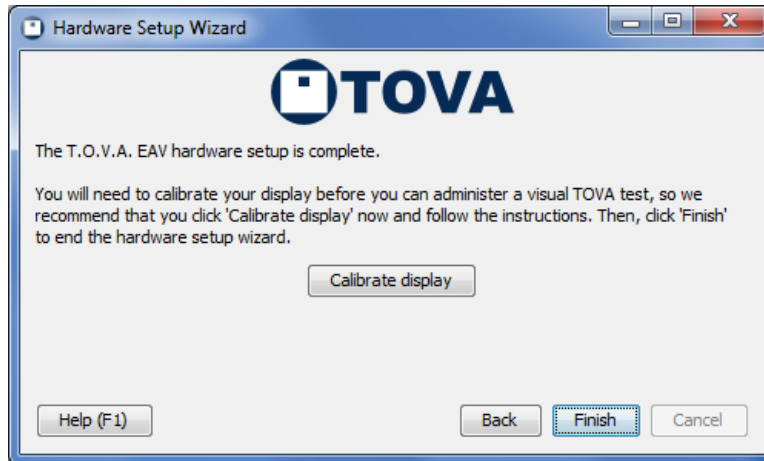 Hardware Setup Wizard
TOVA
The T.O.V.A. EAV hardware setup is complete.
You will need to calibrate your display before you can administer a visual TOVA test, so we
recommend that you click 'Calibrate display' now and follow the instructions. Then, click 'Finish'
to end the hardware setup wizard.
Calibrate display
Help (F1) Back Finish Cancel